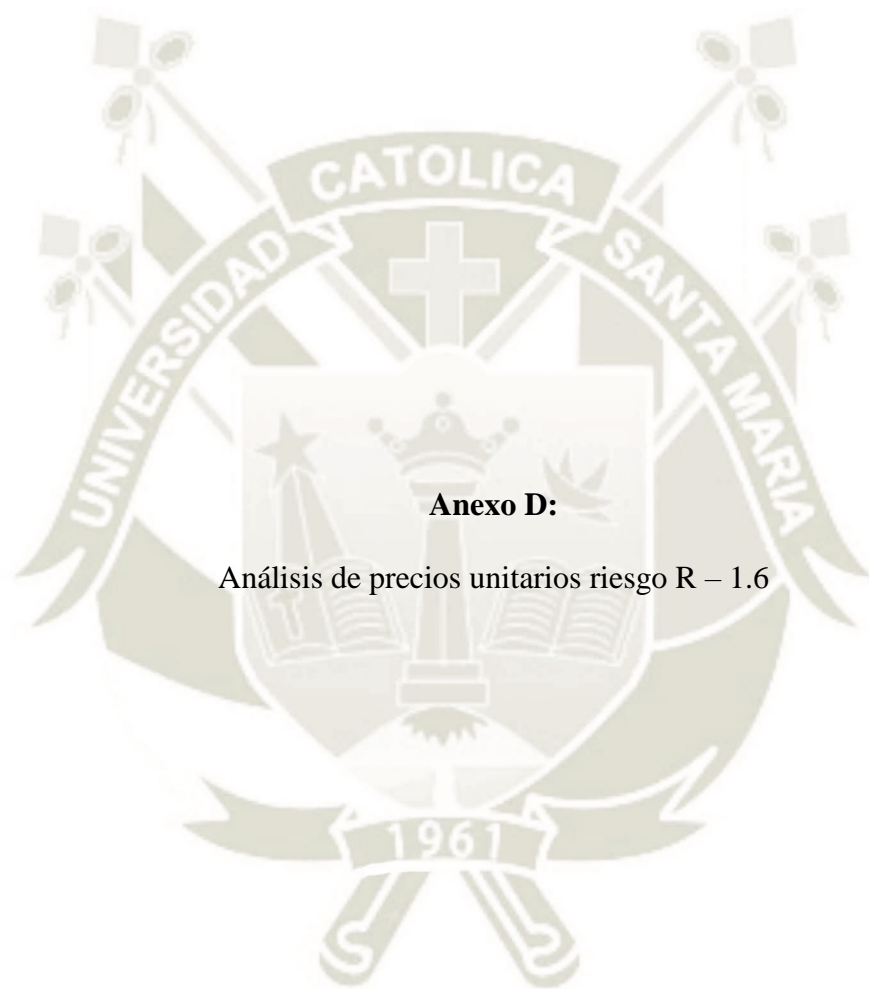 UNIVERSIDAD
CATOLICA
SANTA MARIA
Anexo D:
Análisis de precios unitarios riesgo R – 1.6
1961